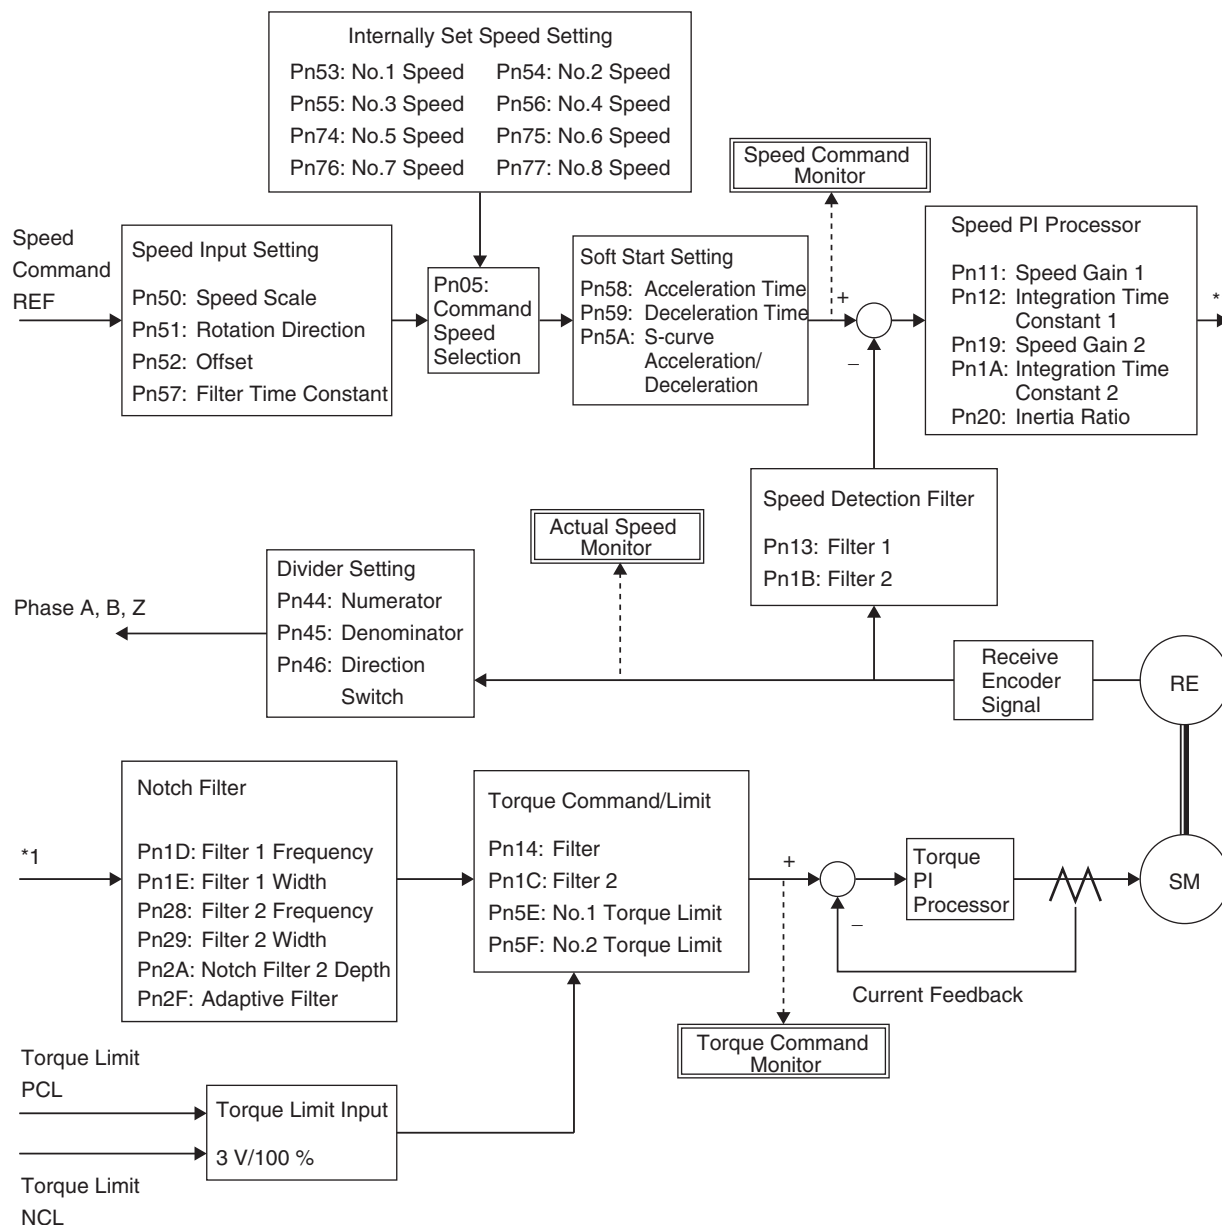 Internally Set Speed Setting
Pn53: No.1 Speed Pn54: No.2 Speed
Pn55: No.3 Speed Pn56: No.4 Speed
Pn74: No.5 Speed Pn75: No.6 Speed
Pn76: No.7 Speed Pn77: No.8 Speed
Speed Command
Monitor
Speed
Command
REF
Speed Input Setting
Pn50: Speed Scale
Pn51: Rotation Direction
Pn52: Offset
Pn57: Filter Time Constant
Pn05:
Command
Speed
Selection
Soft Start Setting
Pn58: Acceleration Time
Pn59: Deceleration Time
Pn5A: S-curve
Acceleration/
Deceleration
+
−
Speed PI Processor
Pn11: Speed Gain 1
Pn12: Integration Time
Constant 1
Pn19: Speed Gain 2
Pn1A: Integration Time
Constant 2
Pn20: Inertia Ratio
*
Speed Detection Filter
Pn13: Filter 1
Pn1B: Filter 2
Actual Speed
Monitor
Divider Setting
Pn44: Numerator
Pn45: Denominator
Pn46: Direction
Switch
Phase A, B, Z
Receive
Encoder
Signal
RE
*1
Notch Filter
Pn1D: Filter 1 Frequency
Pn1E: Filter 1 Width
Pn28: Filter 2 Frequency
Pn29: Filter 2 Width
Pn2A: Notch Filter 2 Depth
Pn2F: Adaptive Filter
Torque Command/Limit
Pn14: Filter
Pn1C: Filter 2
Pn5E: No.1 Torque Limit
Pn5F: No.2 Torque Limit
+
−
Torque
PI
Processor
SM
Current Feedback
Torque Command
Monitor
Torque Limit
PCL
Torque Limit Input
3 V/100 %
Torque Limit
NCL